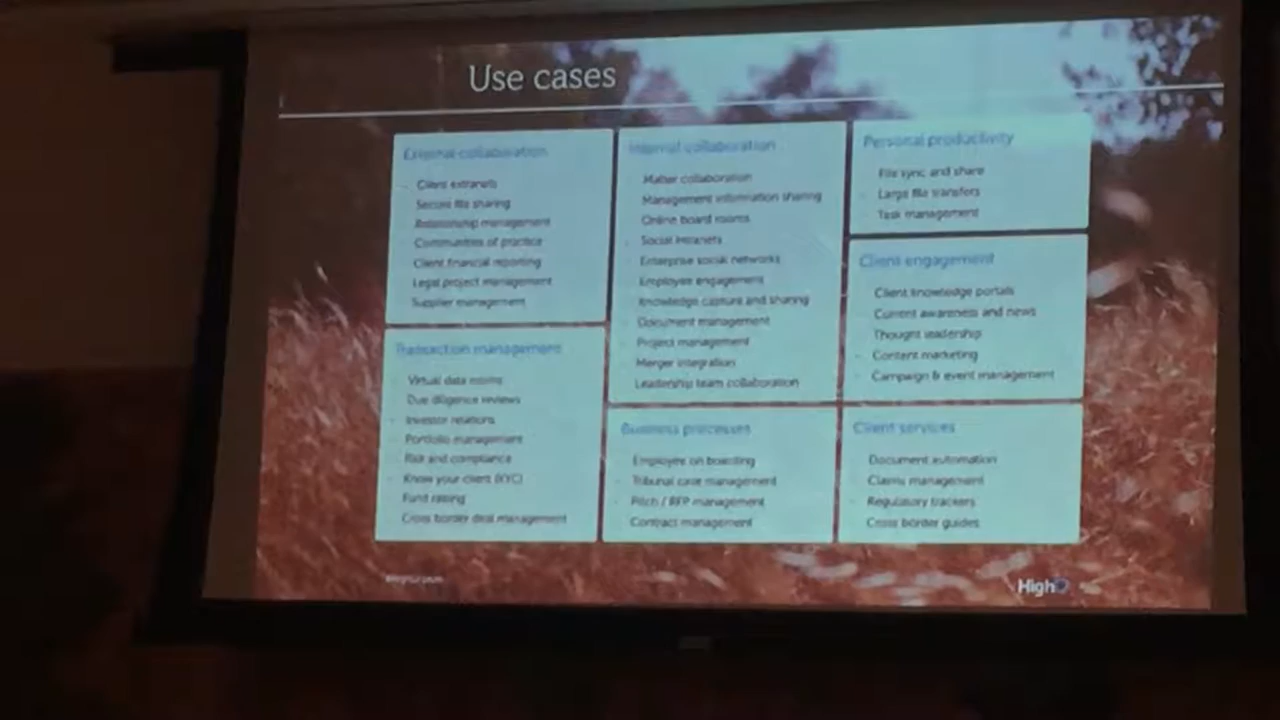 Use cases
External collaboration
Client extranets
Secure file sharing
Relationship management
Communities of practice
Client financial reporting
Legal project management
Supplier management
Transaction management
Virtual data rooms
Due diligence reviews
Investor relations
Portfolio management
Risk and compliance
Know your client (KYC)
Fund raising
Cross border deal management
Internal collaboration
Matter collaboration
Management information sharing
Online board rooms
Social intranets
Enterprise social networks
Employee engagement
Knowledge capture and sharing
Document management
Project management
Merger integration
Leadership team collaboration
Business processes
Employee on boarding
Tribunal case management
Pitch / RFP management
Contract management
Personal productivity
File sync and share
Large file transfers
Task management
Client engagement
Client knowledge portals
Current awareness and news
Thought leadership
Content marketing
Campaign & event management
Client services
Document automation
Claims management
Regulatory trackers
Cross border guides
HighQ